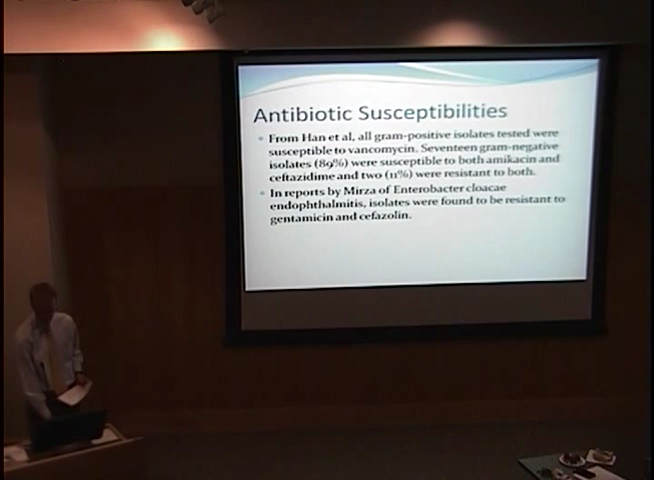 Antibiotic Susceptibilities
From Han et al, all gram-positive isolates tested were
susceptible to vancomycin. Seventeen gram-negative
isolates (89%) were susceptible to both amikacin and
ceftazidime and two (11%) were resistant to both.
In reports by Mirza of Enterobacter cloacae
endophthalmitis, isolates were found to be resistant to
gentamicin and cefazolin.